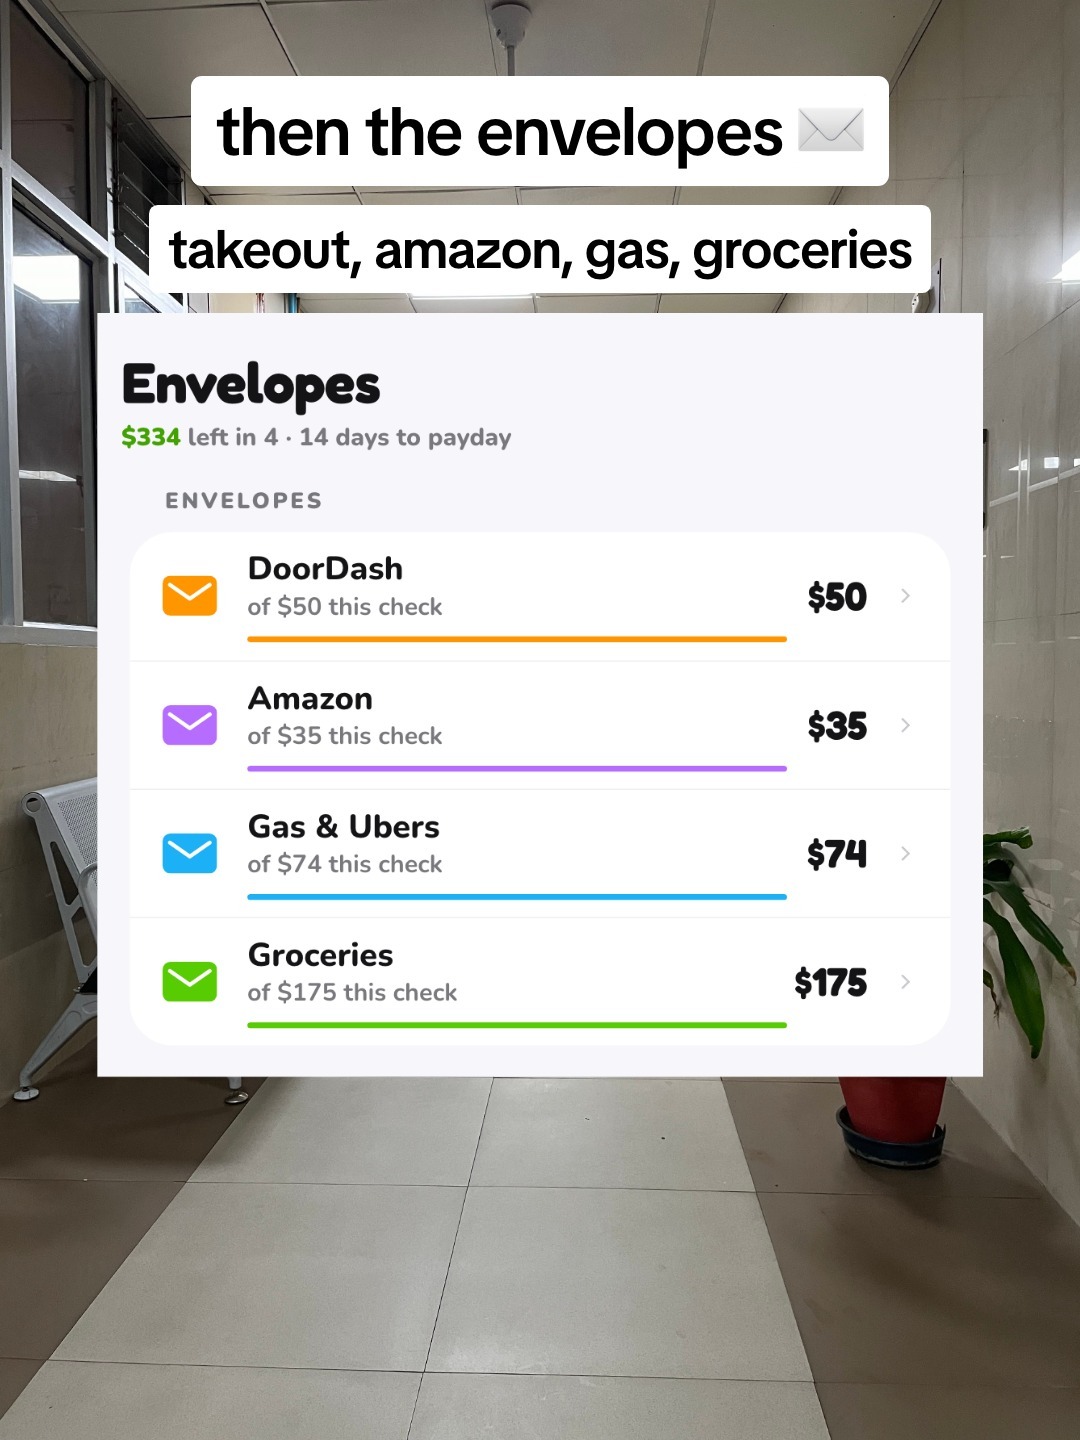 then the envelopes ✉️
takeout, amazon, gas, groceries
Envelopes
$334 left in 4 · 14 days to payday
ENVELOPES
DoorDash
of $50 this check
$50
Amazon
of $35 this check
$35
Gas & Ubers
of $74 this check
$74
Groceries
of $175 this check
$175